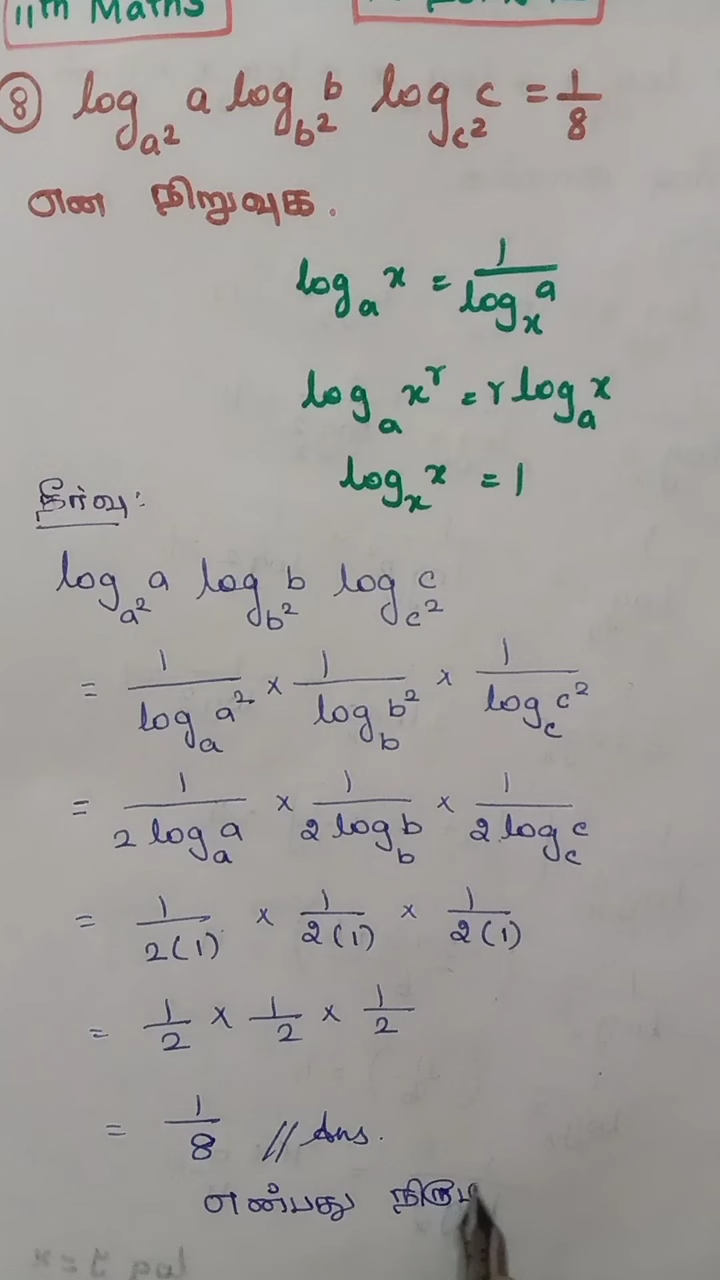 11th Maths
⑧ log_{a²} a log_{b²} b log_{c²} c = 1/8
என நிறுவுக.
log_a x = 1/log_x a
log_a x^r = r log_a x
log_x x = 1
தீர்வு:
log_{a²} a log_{b²} b log_{c²} c
= 1/log_a a² × 1/log_b b² × 1/log_c c²
= 1/2 log_a a × 1/2 log_b b × 1/2 log_c c
= 1/2(1) × 1/2(1) × 1/2(1)
= 1/2 × 1/2 × 1/2
= 1/8 // Ans.
என்பது